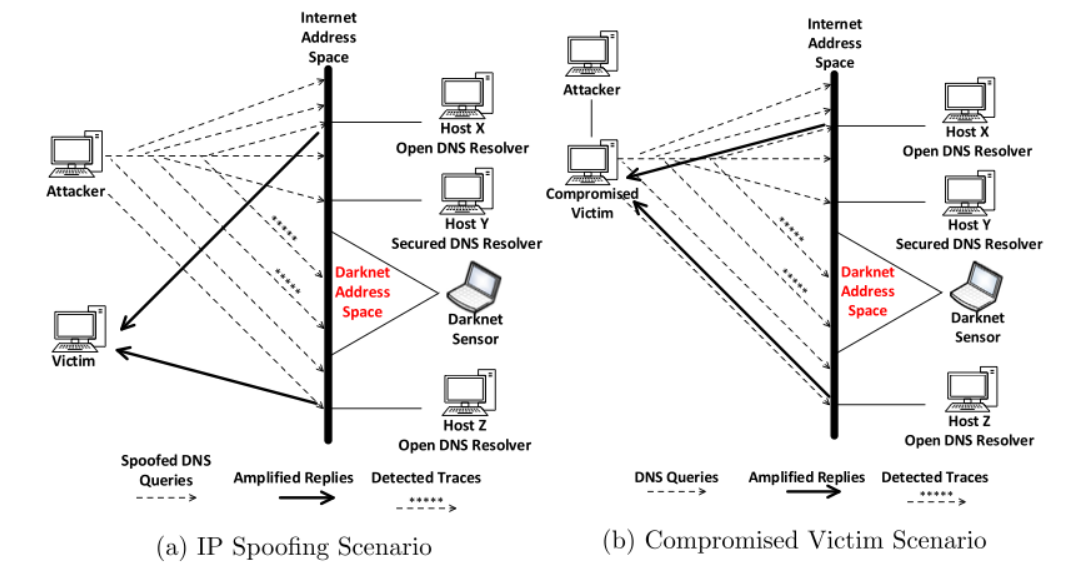 Internet
Address
Space
Attacker
Host X
Open DNS Resolver
Host Y
Secured DNS Resolver
*****
*****
Darknet
Address
Space
Darknet
Sensor
Victim
Host Z
Open DNS Resolver
Spoofed DNS
Queries
Amplified Replies
Detected Traces
*****
(a) IP Spoofing Scenario
Internet
Address
Space
Attacker
Host X
Open DNS Resolver
Compromised
Victim
Host Y
Secured DNS Resolver
*****
*****
Darknet
Address
Space
Darknet
Sensor
Host Z
Open DNS Resolver
DNS Queries
Amplified Replies
Detected Traces
*****
(b) Compromised Victim Scenario